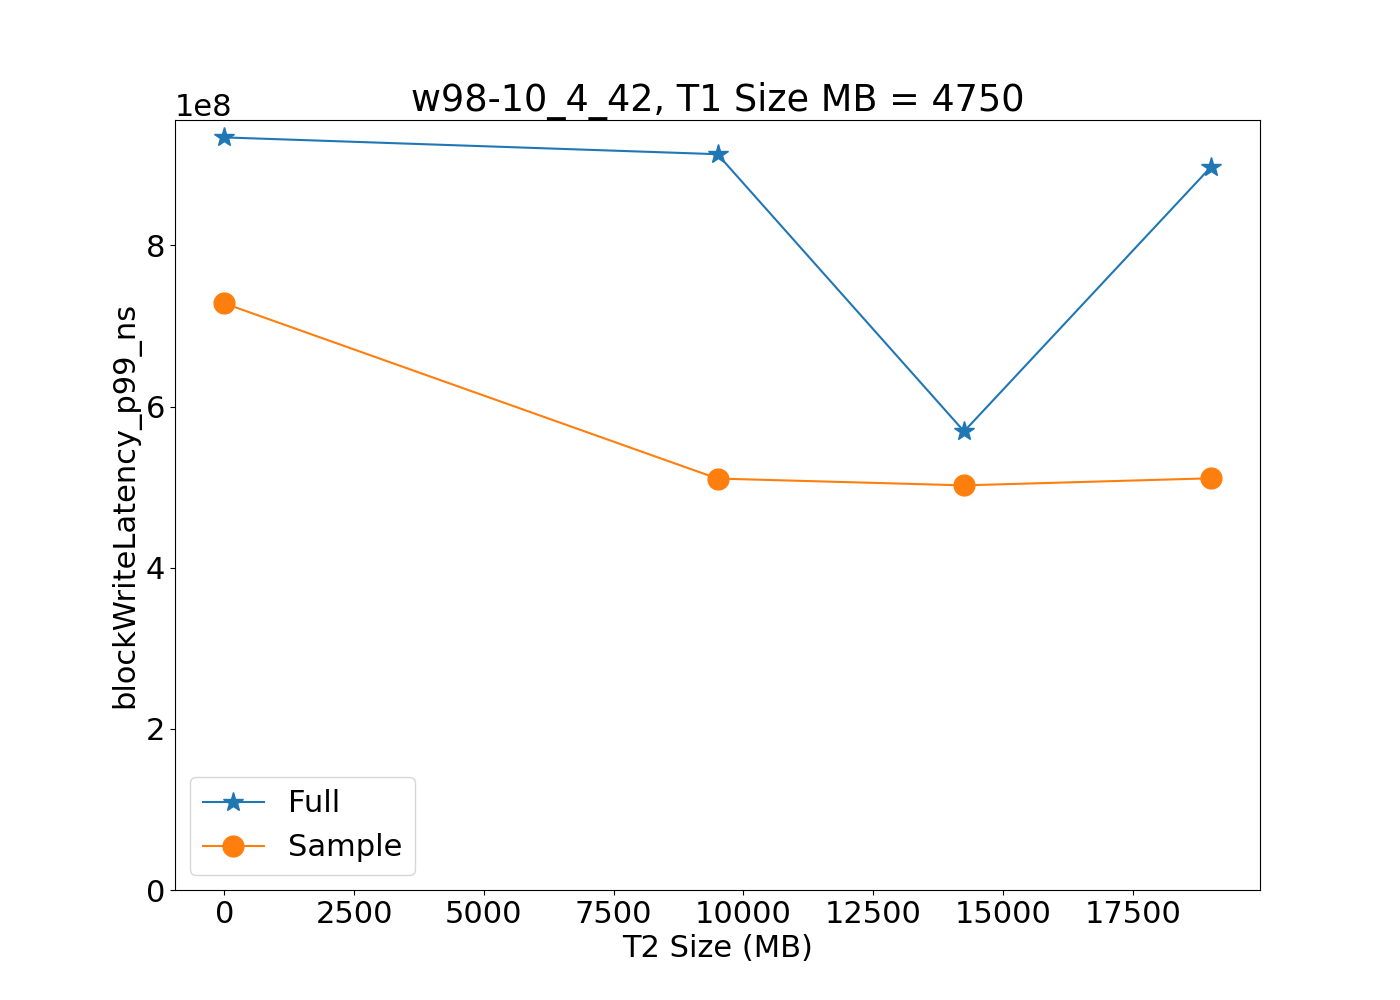 w98-10_4_42, T1 Size MB = 4750
1e8
blockWriteLatency_p99_ns
8
6
4
2
0
Full
Sample
0 2500 5000 7500 10000 12500 15000 17500
T2 Size (MB)